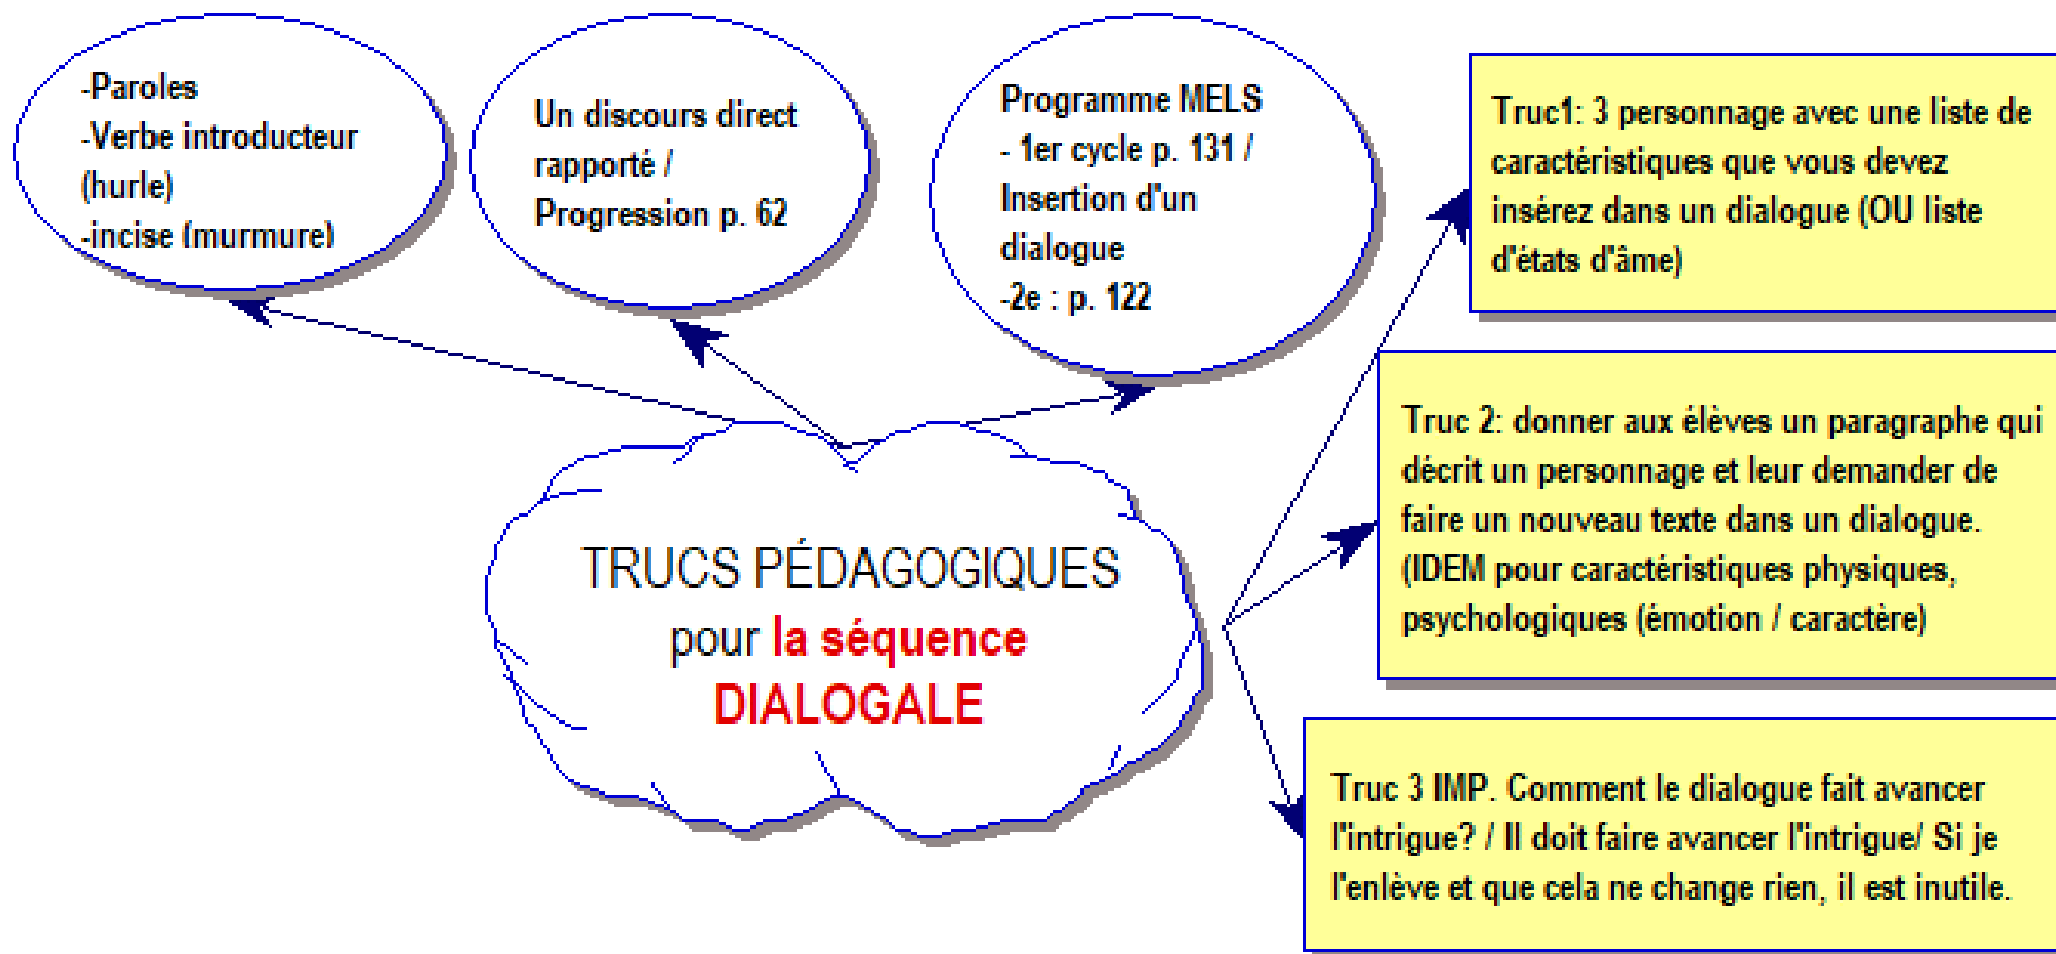 -Paroles
-Verbe introducteur
(hurle)
-incise (murmure)
Un discours direct
rapporté /
Progression p. 62
Programme MELS
- 1er cycle p. 131 /
Insertion d'un
dialogue
-2e : p. 122
Truc1: 3 personnage avec une liste de
caractéristiques que vous devez
insérez dans un dialogue (OU liste
d'états d'âme)
Truc 2: donner aux élèves un paragraphe qui
décrit un personnage et leur demander de
faire un nouveau texte dans un dialogue.
(IDEM pour caractéristiques physiques,
psychologiques (émotion / caractère)
TRUCS PÉDAGOGIQUES
pour la séquence
DIALOGALE
Truc 3 IMP. Comment le dialogue fait avancer
l'intrigue? / Il doit faire avancer l'intrigue/ Si je
l'enlève et que cela ne change rien, il est inutile.